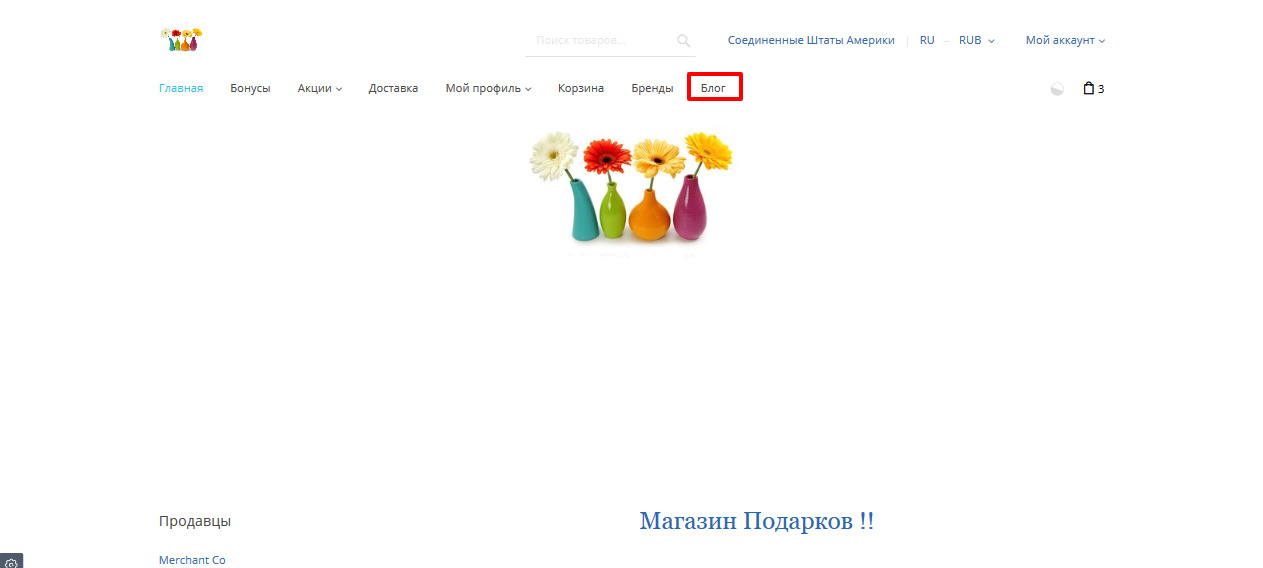 Поиск товаров...
Соединенные Штаты Америки | RU – RUB
Мой аккаунт
Главная Бонусы Акции Доставка Мой профиль Корзина Бренды Блог
3
Продавцы
Магазин Подарков !!
Merchant Co